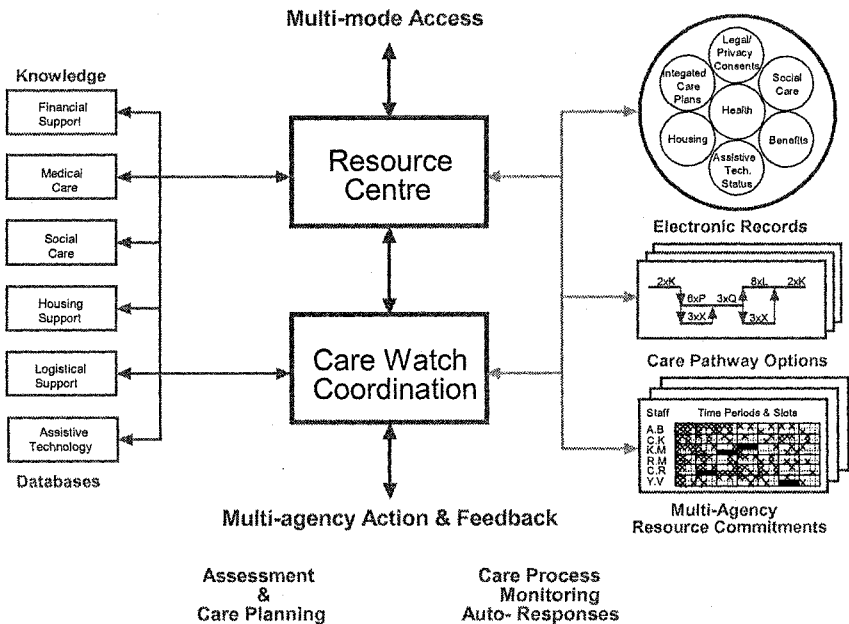 Multi-mode Access
Knowledge
Financial
Support
Medical
Care
Social
Care
Housing
Support
Logistical
Support
Assistive
Technology
Databases
Resource
Centre
Care Watch
Coordination
Multi-agency Action & Feedback
Legal/
Privacy
Consents
Integated
Care
Plans
Social
Care
Health
Housing
Benefits
Assistive
Tech.
Status
Electronic Records
2xK
8xL
2xK
6xP
3xQ
3xX
3xX
Care Pathway Options
Staff Time Periods & Slots
A.B
C.K
K.M
R.M
C.R
Y.V
Multi-Agency
Resource Commitments
Assessment
&
Care Planning
Care Process
Monitoring
Auto- Responses